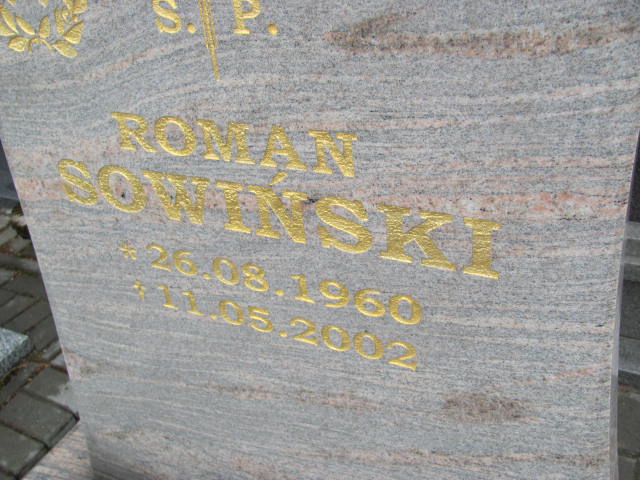 S. P.
ROMAN
SOWIŃSKI
* 26.08.1960
† 11.05.2002